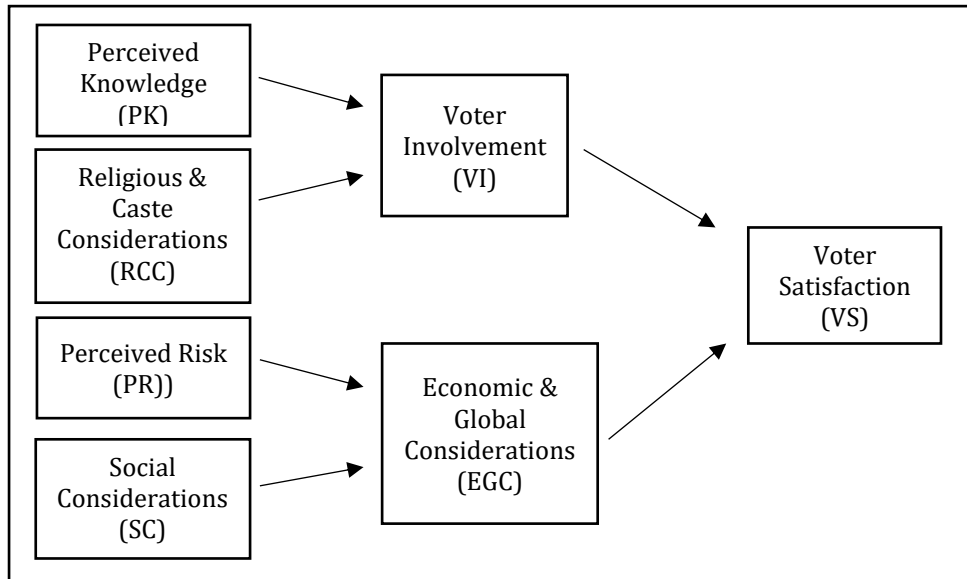 Perceived
Knowledge
(PK)
Religious &
Caste
Considerations
(RCC)
Perceived Risk
(PR))
Social
Considerations
(SC)
Voter
Involvement
(VI)
Economic &
Global
Considerations
(EGC)
Voter
Satisfaction
(VS)